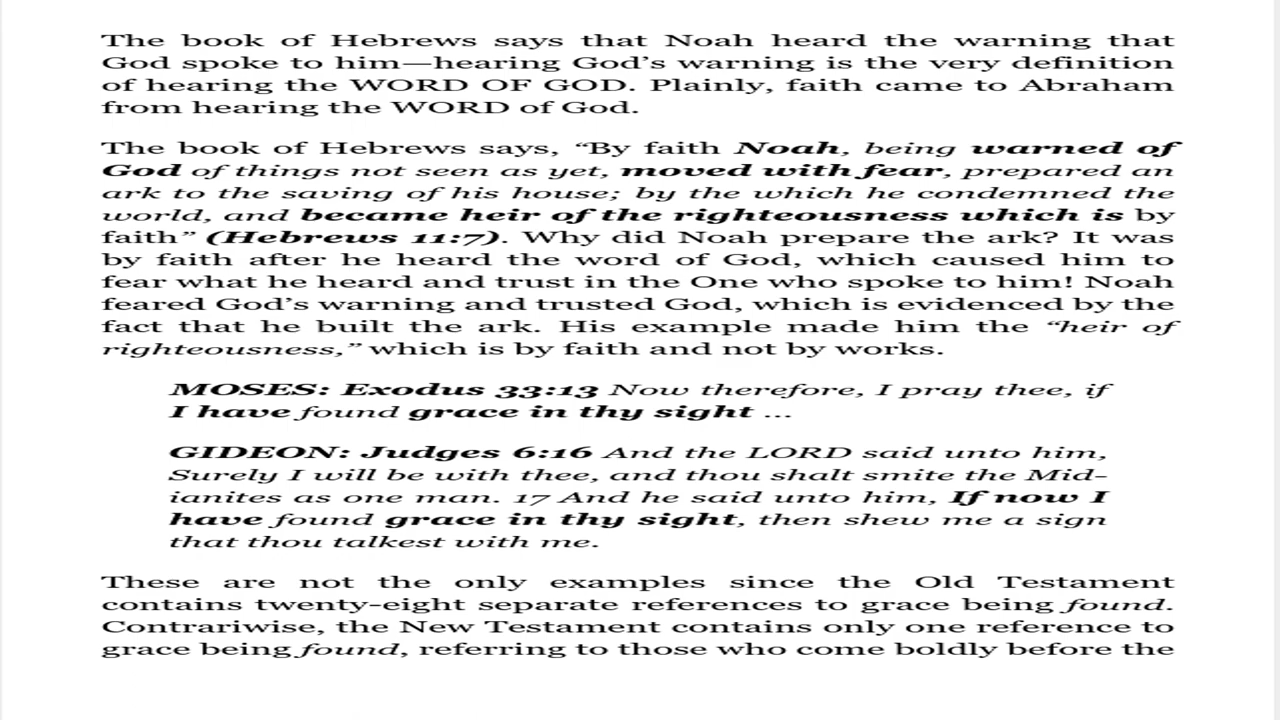 The book of Hebrews says that Noah heard the warning that
God spoke to him—hearing God's warning is the very definition
of hearing the WORD OF GOD. Plainly, faith came to Abraham
from hearing the WORD of God.
The book of Hebrews says, “By faith Noah, being warned of
God of things not seen as yet, moved with fear, prepared an
ark to the saving of his house; by the which he condemned the
world, and became heir of the righteousness which is by
faith” (Hebrews 11:7). Why did Noah prepare the ark? It was
by faith after he heard the word of God, which caused him to
fear what he heard and trust in the One who spoke to him! Noah
feared God's warning and trusted God, which is evidenced by the
fact that he built the ark. His example made him the “heir of
righteousness,” which is by faith and not by works.
MOSES: Exodus 33:13 Now therefore, I pray thee, if
I have found grace in thy sight ...
GIDEON: Judges 6:16 And the LORD said unto him,
Surely I will be with thee, and thou shalt smite the Mid-
ianites as one man. 17 And he said unto him, If now I
have found grace in thy sight, then shew me a sign
that thou talkest with me.
These are not the only examples since the Old Testament
contains twenty-eight separate references to grace being found.
Contrariwise, the New Testament contains only one reference to
grace being found, referring to those who come boldly before the